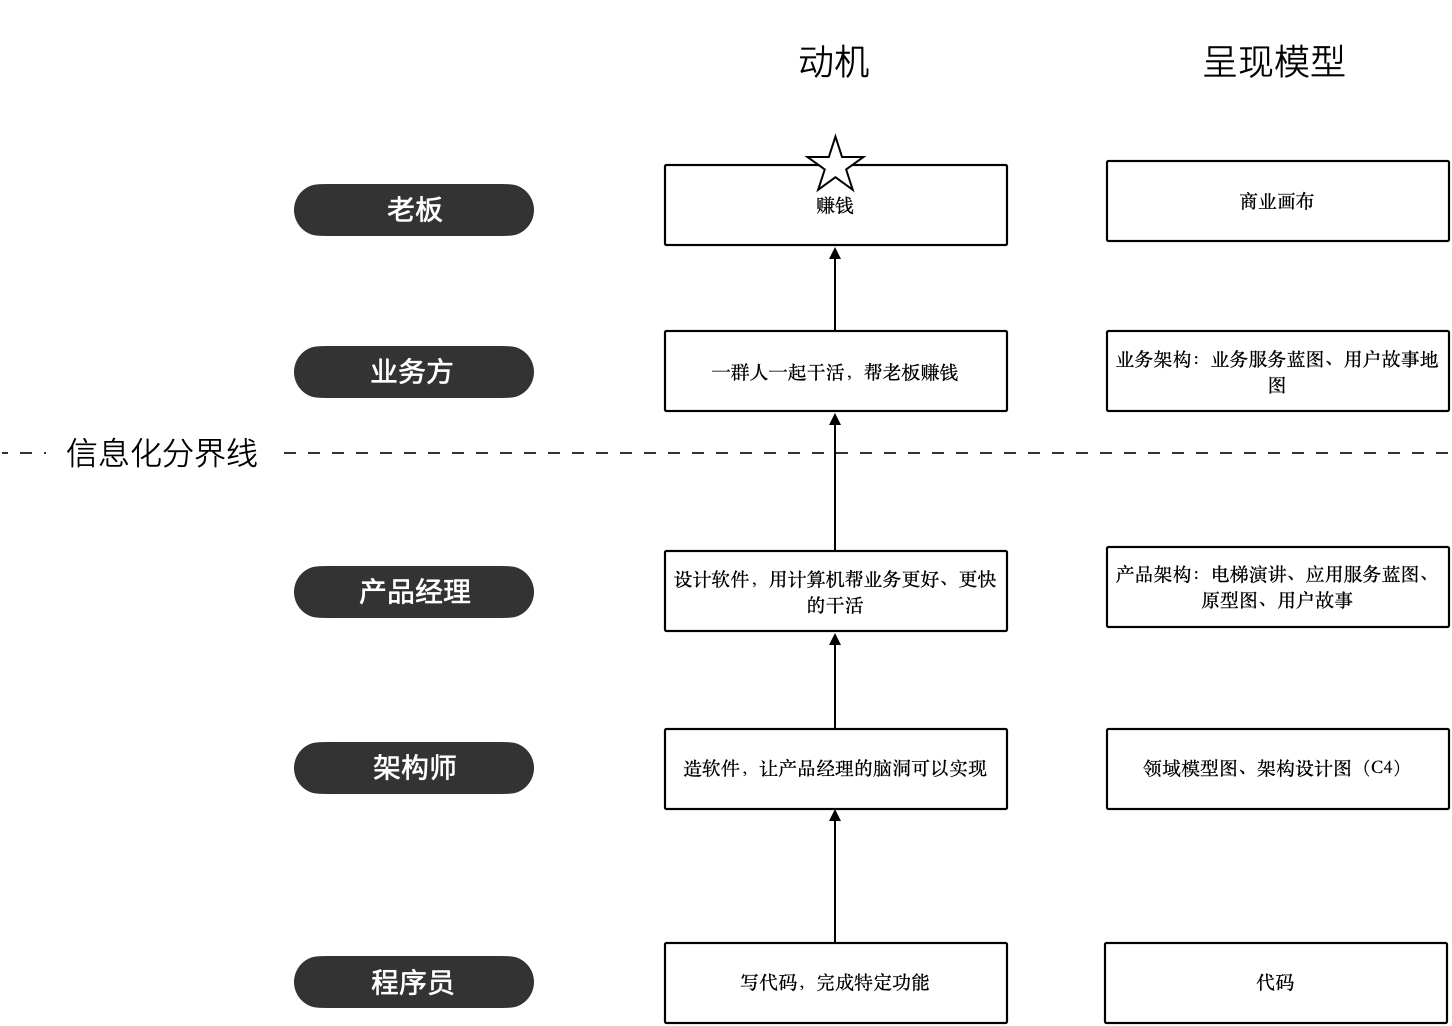 动机
呈现模型
老板
赚钱
商业画布
业务方
一群人一起干活，帮老板赚钱
业务架构：业务服务蓝图、用户故事地
图
信息化分界线
产品经理
设计软件，用计算机帮业务更好、更快
的干活
产品架构：电梯演讲、应用服务蓝图、
原型图、用户故事
架构师
造软件，让产品经理的脑洞可以实现
领域模型图、架构设计图（C4）
程序员
写代码，完成特定功能
代码